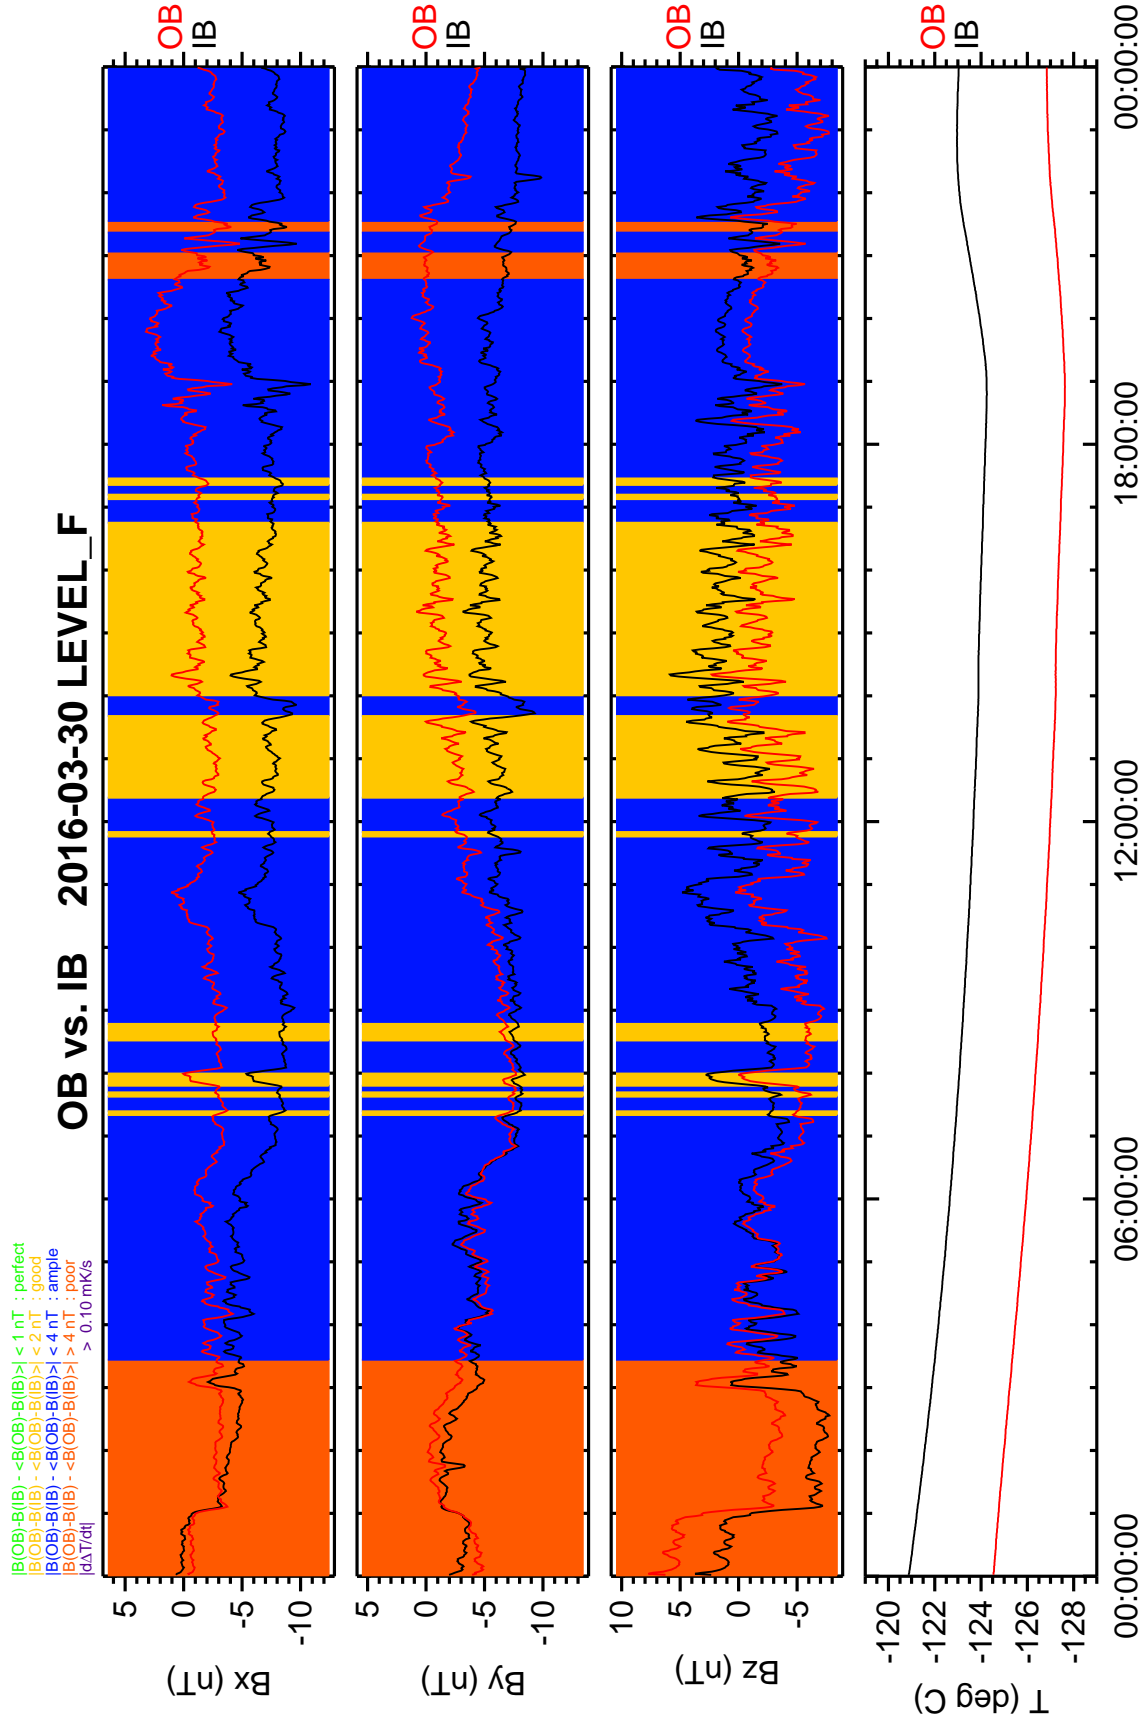 OB vs. IB 2016-03-30 LEVEL_F
|B(OB)-B(IB) - <B(OB)-B(IB)>| < 1 nT : perfect
|B(OB)-B(IB) - <B(OB)-B(IB)>| < 2 nT : good
|B(OB)-B(IB) - <B(OB)-B(IB)>| < 4 nT : ample
|B(OB)-B(IB) - <B(OB)-B(IB)>| > 4 nT : poor
|dΔT/dt| > 0.10 mK/s
Bx (nT)
5
0
-5
-10
OB
IB
By (nT)
5
0
-5
-10
OB
IB
Bz (nT)
10
5
0
-5
OB
IB
T (deg C)
-120
-122
-124
-126
-128
OB
IB
00:00:00 06:00:00 12:00:00 18:00:00 00:00:00